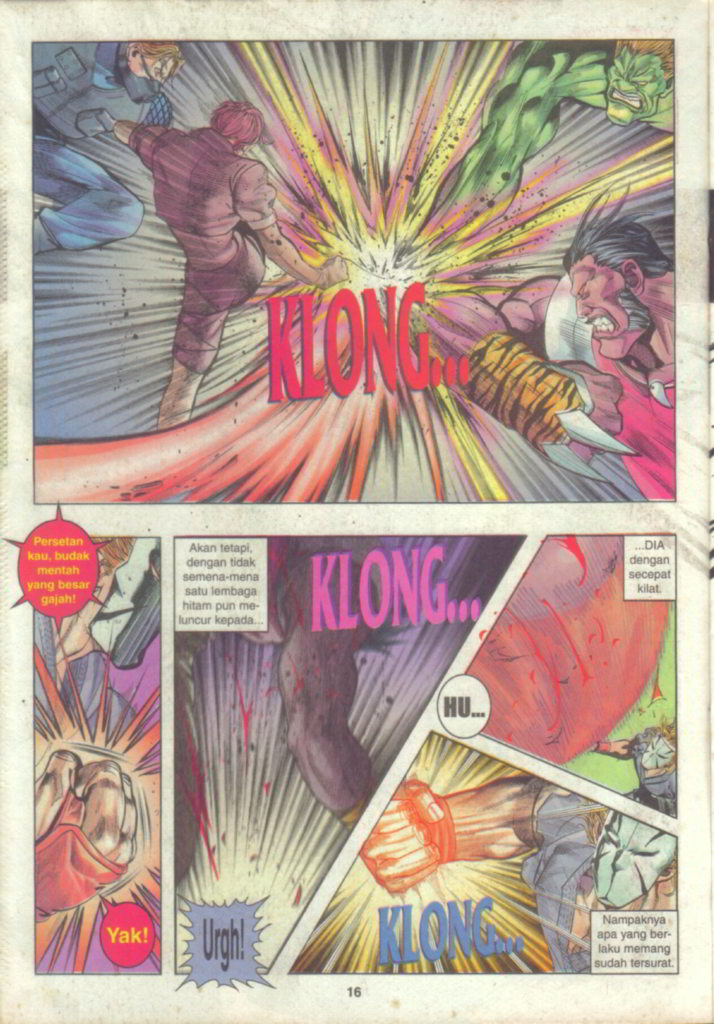 KLONG...
Persetan
kau, budak
mentah
yang besar
gajah!
Yak!
Akan tetapi,
dengan tidak
semena-mena
satu lembaga
hitam pun me-
luncur kepada...
KLONG...
Urgh!
...DIA
dengan
secepat
kilat.
HU...
KLONG...
Nampaknya
apa yang ber-
laku memang
sudah tersurat.
16